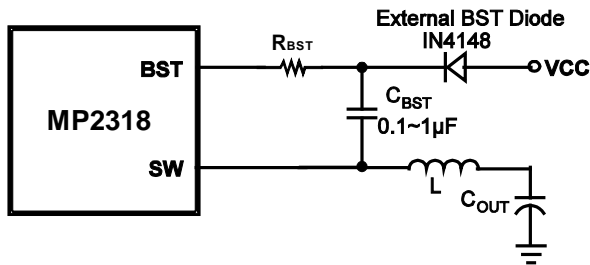 External BST Diode
IN4148
RBST
BST
VCC
CBST
0.1~1µF
MP2318
SW
L
COUT